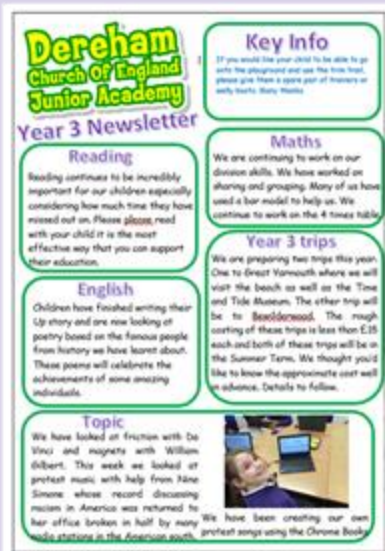 Dereham
Church Of England
Junior Academy
Year 3 Newsletter
Key Info
If you would like your child to be able to go
onto the playground and use the trim trail,
please give them a spare pair of trainers or
welly boots. Many thanks.
Reading
Reading continues to be incredibly
important for our children especially
considering how much time they have
missed out on. Please please read
with your child it is the most
effective way that you can support
their education.
Maths
We are continuing to work on our
division skills. We have worked on
sharing and grouping. Many of us have
used a bar model to help us. We
continue to work on the 4 times table
English
Children have finished writing their
Up story and are now looking at
poetry based on the famous people
from history we have learnt about.
These poems will celebrate the
achievements of some amazing
individuals.
Year 3 trips
We are preparing two trips this year.
One to Great Yarmouth where we will
visit the beach as well as the Time
and Tide Museum. The other trip will
be to Bewilderwood. The rough
costing of these trips is less than £15
each and both of these trips will be in
the Summer Term. We thought you'd
like to know the approximate cost well
in advance. Details to follow.
Topic
We have looked at friction with Da
Vinci and magnets with William
Gilbert. This week we looked at
protest music with help from Nina
Simone whose record discussing
racism in America was returned to
her office broken in half by many
radio stations in the American south.
We have been creating our own
protest songs using the Chrome Books